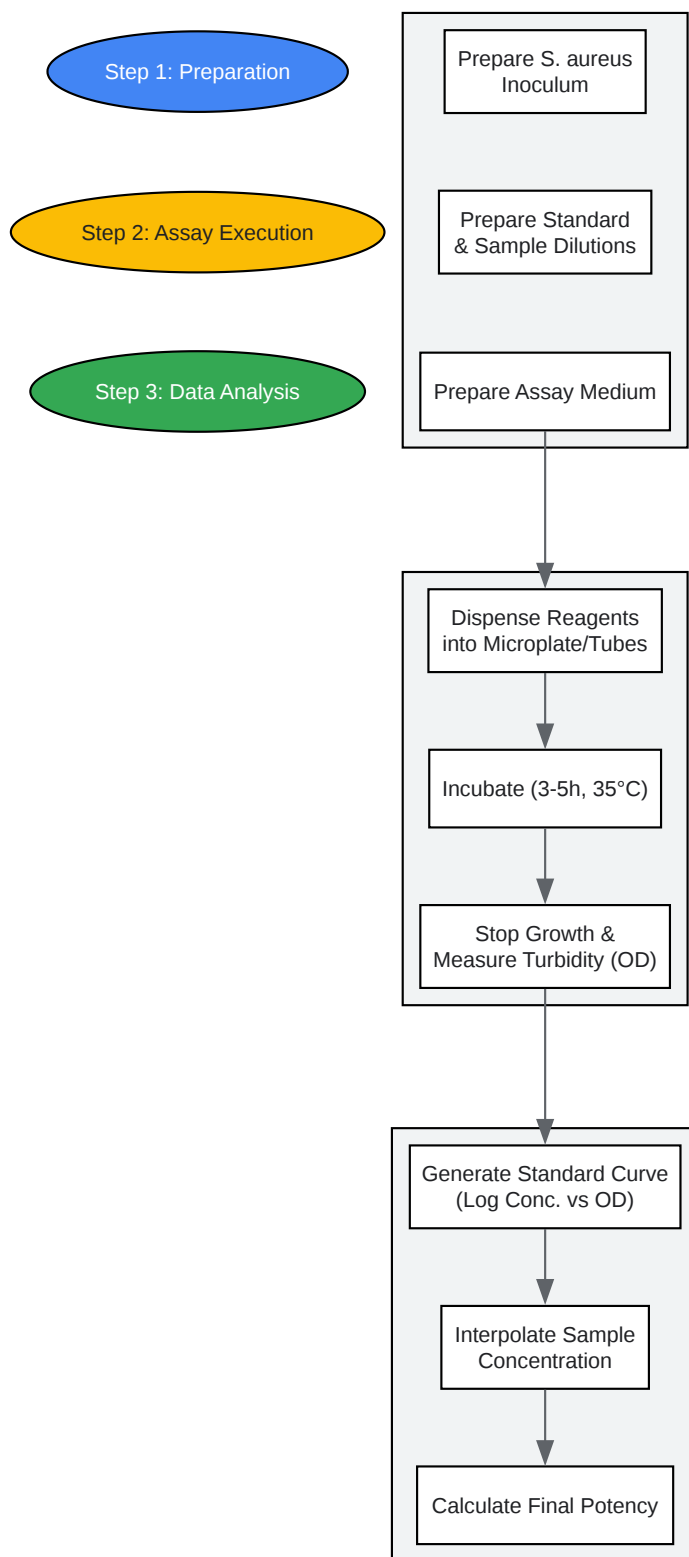 Step 1: Preparation
Prepare S. aureus
Inoculum
Step 2: Assay Execution
Prepare Standard
& Sample Dilutions
Step 3: Data Analysis
Prepare Assay Medium
Dispense Reagents
into Microplate/Tubes
Incubate (3-5h, 35°C)
Stop Growth &
Measure Turbidity (OD)
Generate Standard Curve
(Log Conc. vs OD)
Interpolate Sample
Concentration
Calculate Final Potency